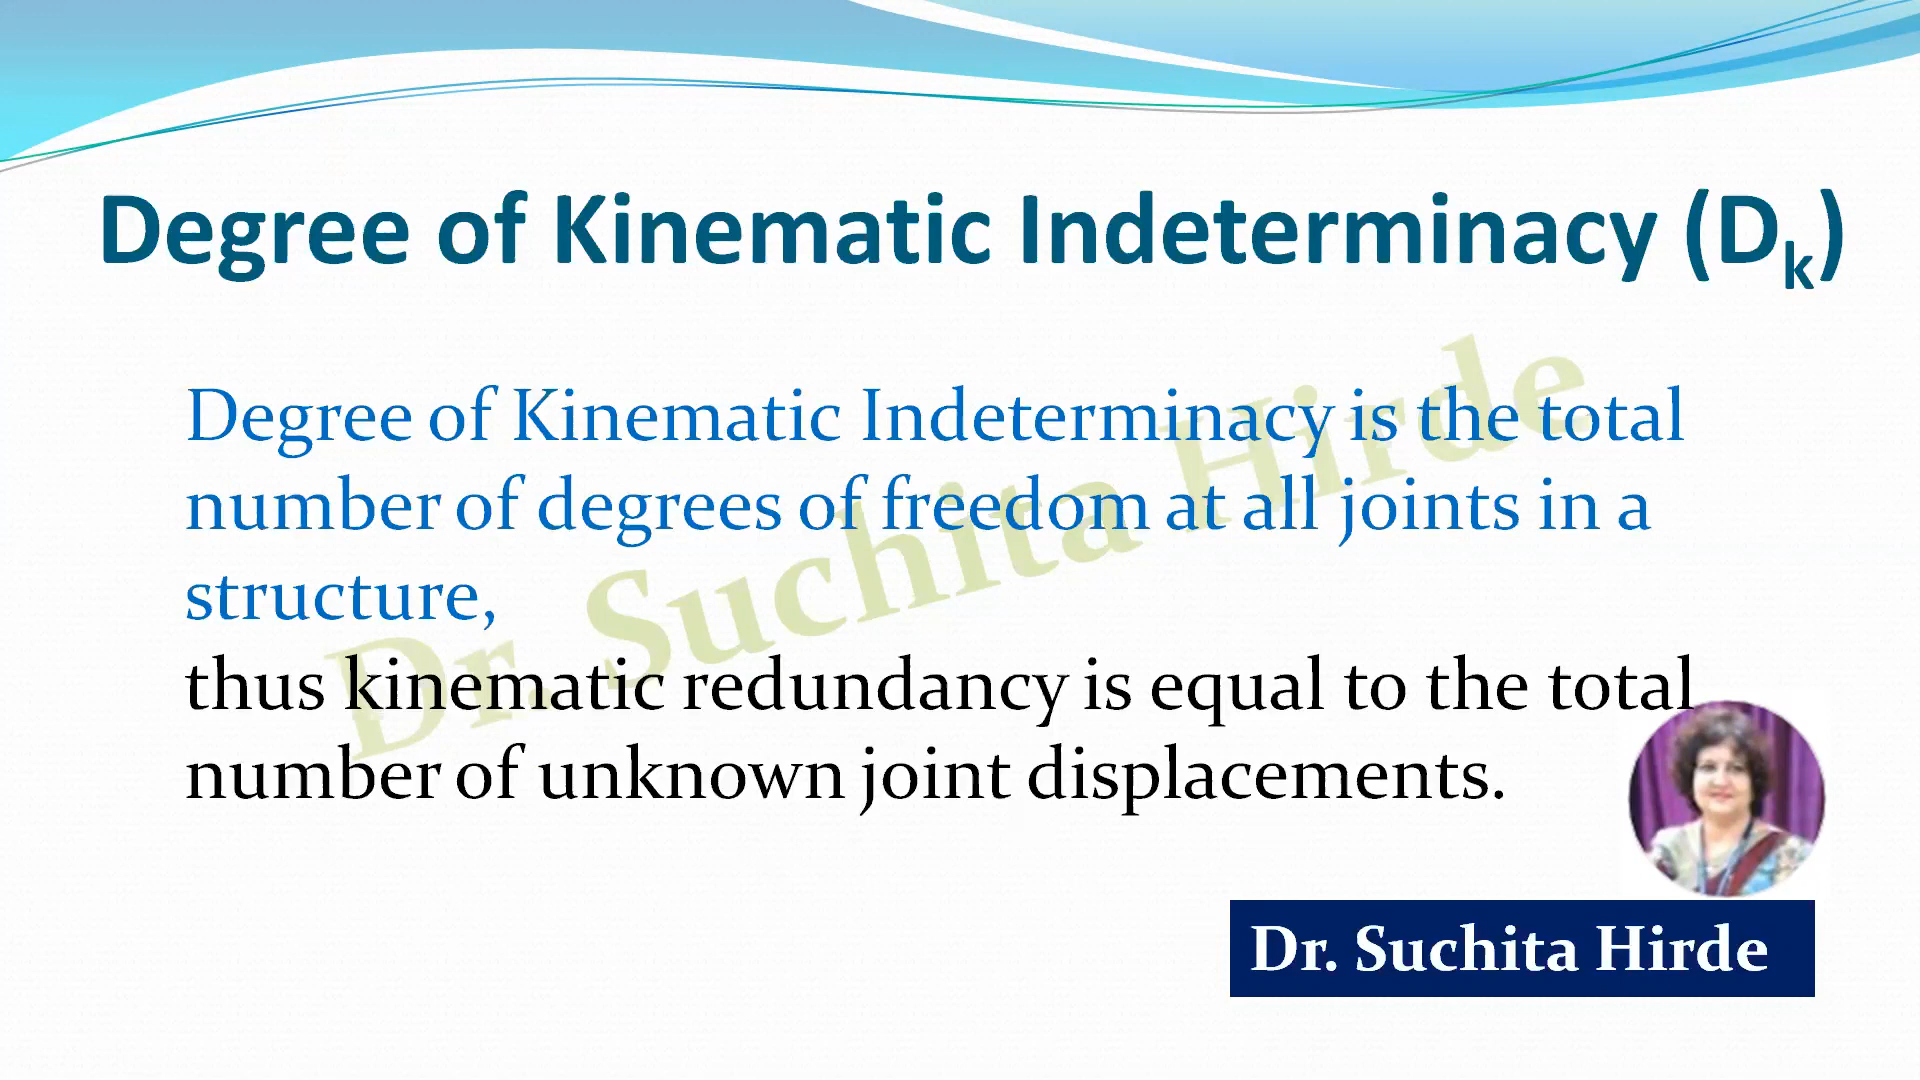 Degree of Kinematic Indeterminacy (Dk)
Degree of Kinematic Indeterminacy is the total
number of degrees of freedom at all joints in a
structure,
thus kinematic redundancy is equal to the total
number of unknown joint displacements.
Dr. Suchita Hirde
Dr. Suchita Hirde